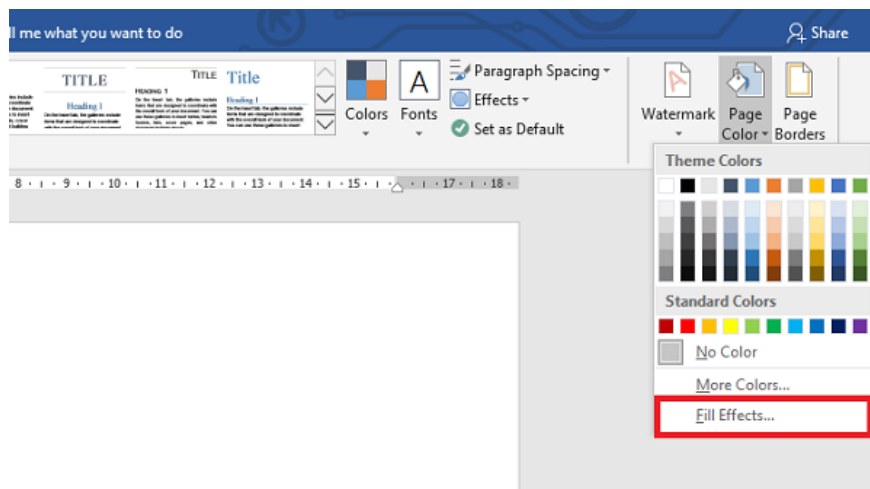 ll me what you want to do
Share
TITLE
Heading 1
TITLE
HEADING 1
Title
Heading 1
Colors
Fonts
Paragraph Spacing
Effects
Set as Default
Watermark
Page
Color
Page
Borders
8 9 10 11 12 13 14 15 17 18
Theme Colors
Standard Colors
No Color
More Colors...
Fill Effects...